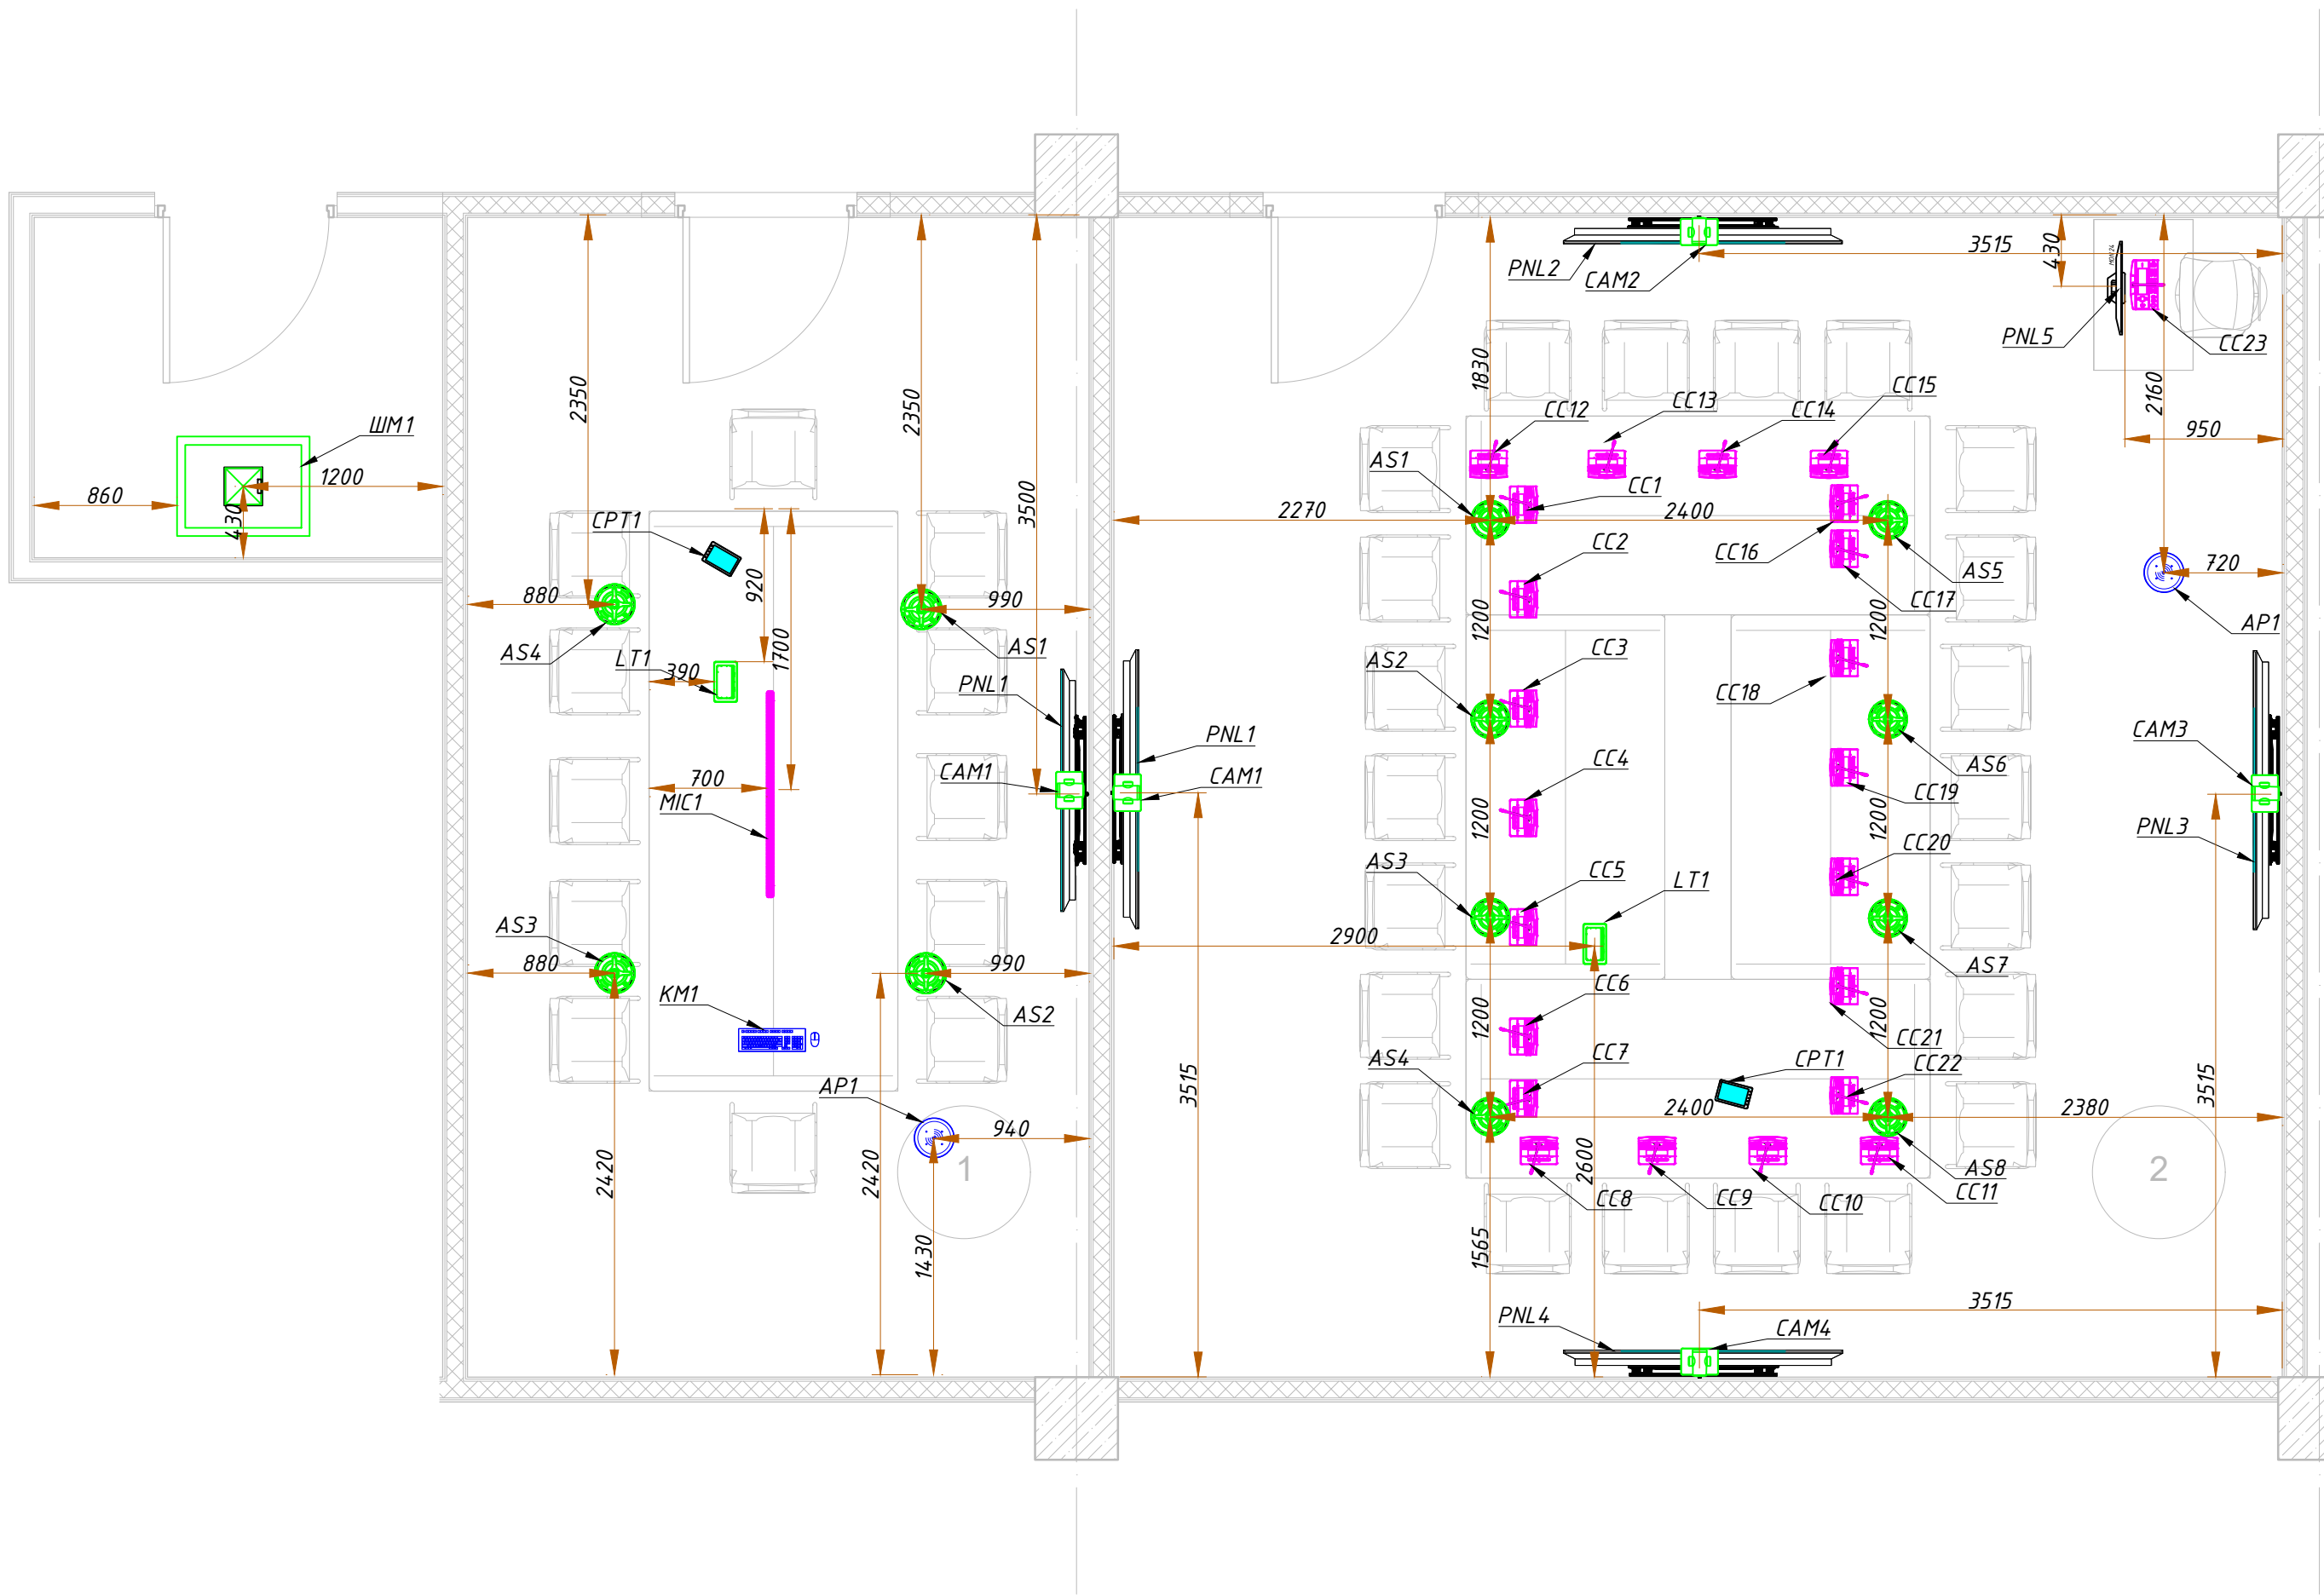 ШМ1
860
1200
430
2350
2350
3500
CPT1
920
880
990
AS4
LT1
390
1700
AS1
PNL1
700
MIC1
CAM1
AS3
880
990
KM1
AS2
AP1
940
1
2420
2420
1430
PNL2
CAM2
3515
430
MON24
PNL5
CC23
1830
2160
950
CC12
CC13
CC14
CC15
AS1
CC1
2270
2400
CC2
CC16
AS5
CC17
720
AP1
1200
1200
AS2
CC3
CC18
PNL1
CAM1
CC4
AS6
CC19
CAM3
PNL3
1200
1200
AS3
CC5
LT1
CC20
2900
AS7
CC6
1200
1200
CC21
AS4
CC7
CPT1
CC22
3515
3515
2400
2380
2600
AS8
CC8
CC9
CC10
CC11
2
1565
3515
PNL4
CAM4